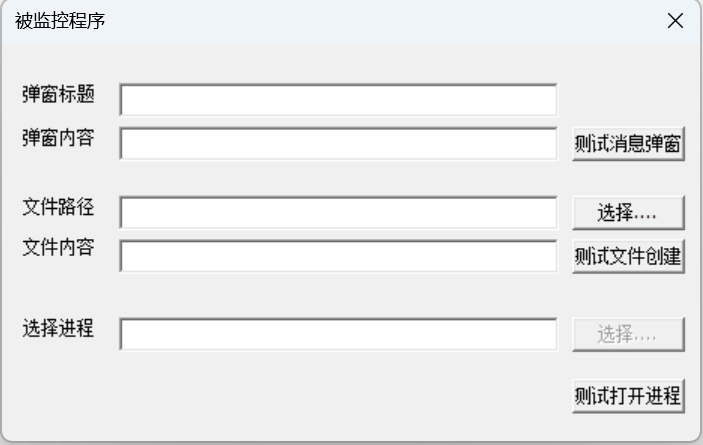 被监控程序
弹窗标题
弹窗内容
测试消息弹窗
文件路径
选择....
文件内容
测试文件创建
选择进程
选择....
测试打开进程